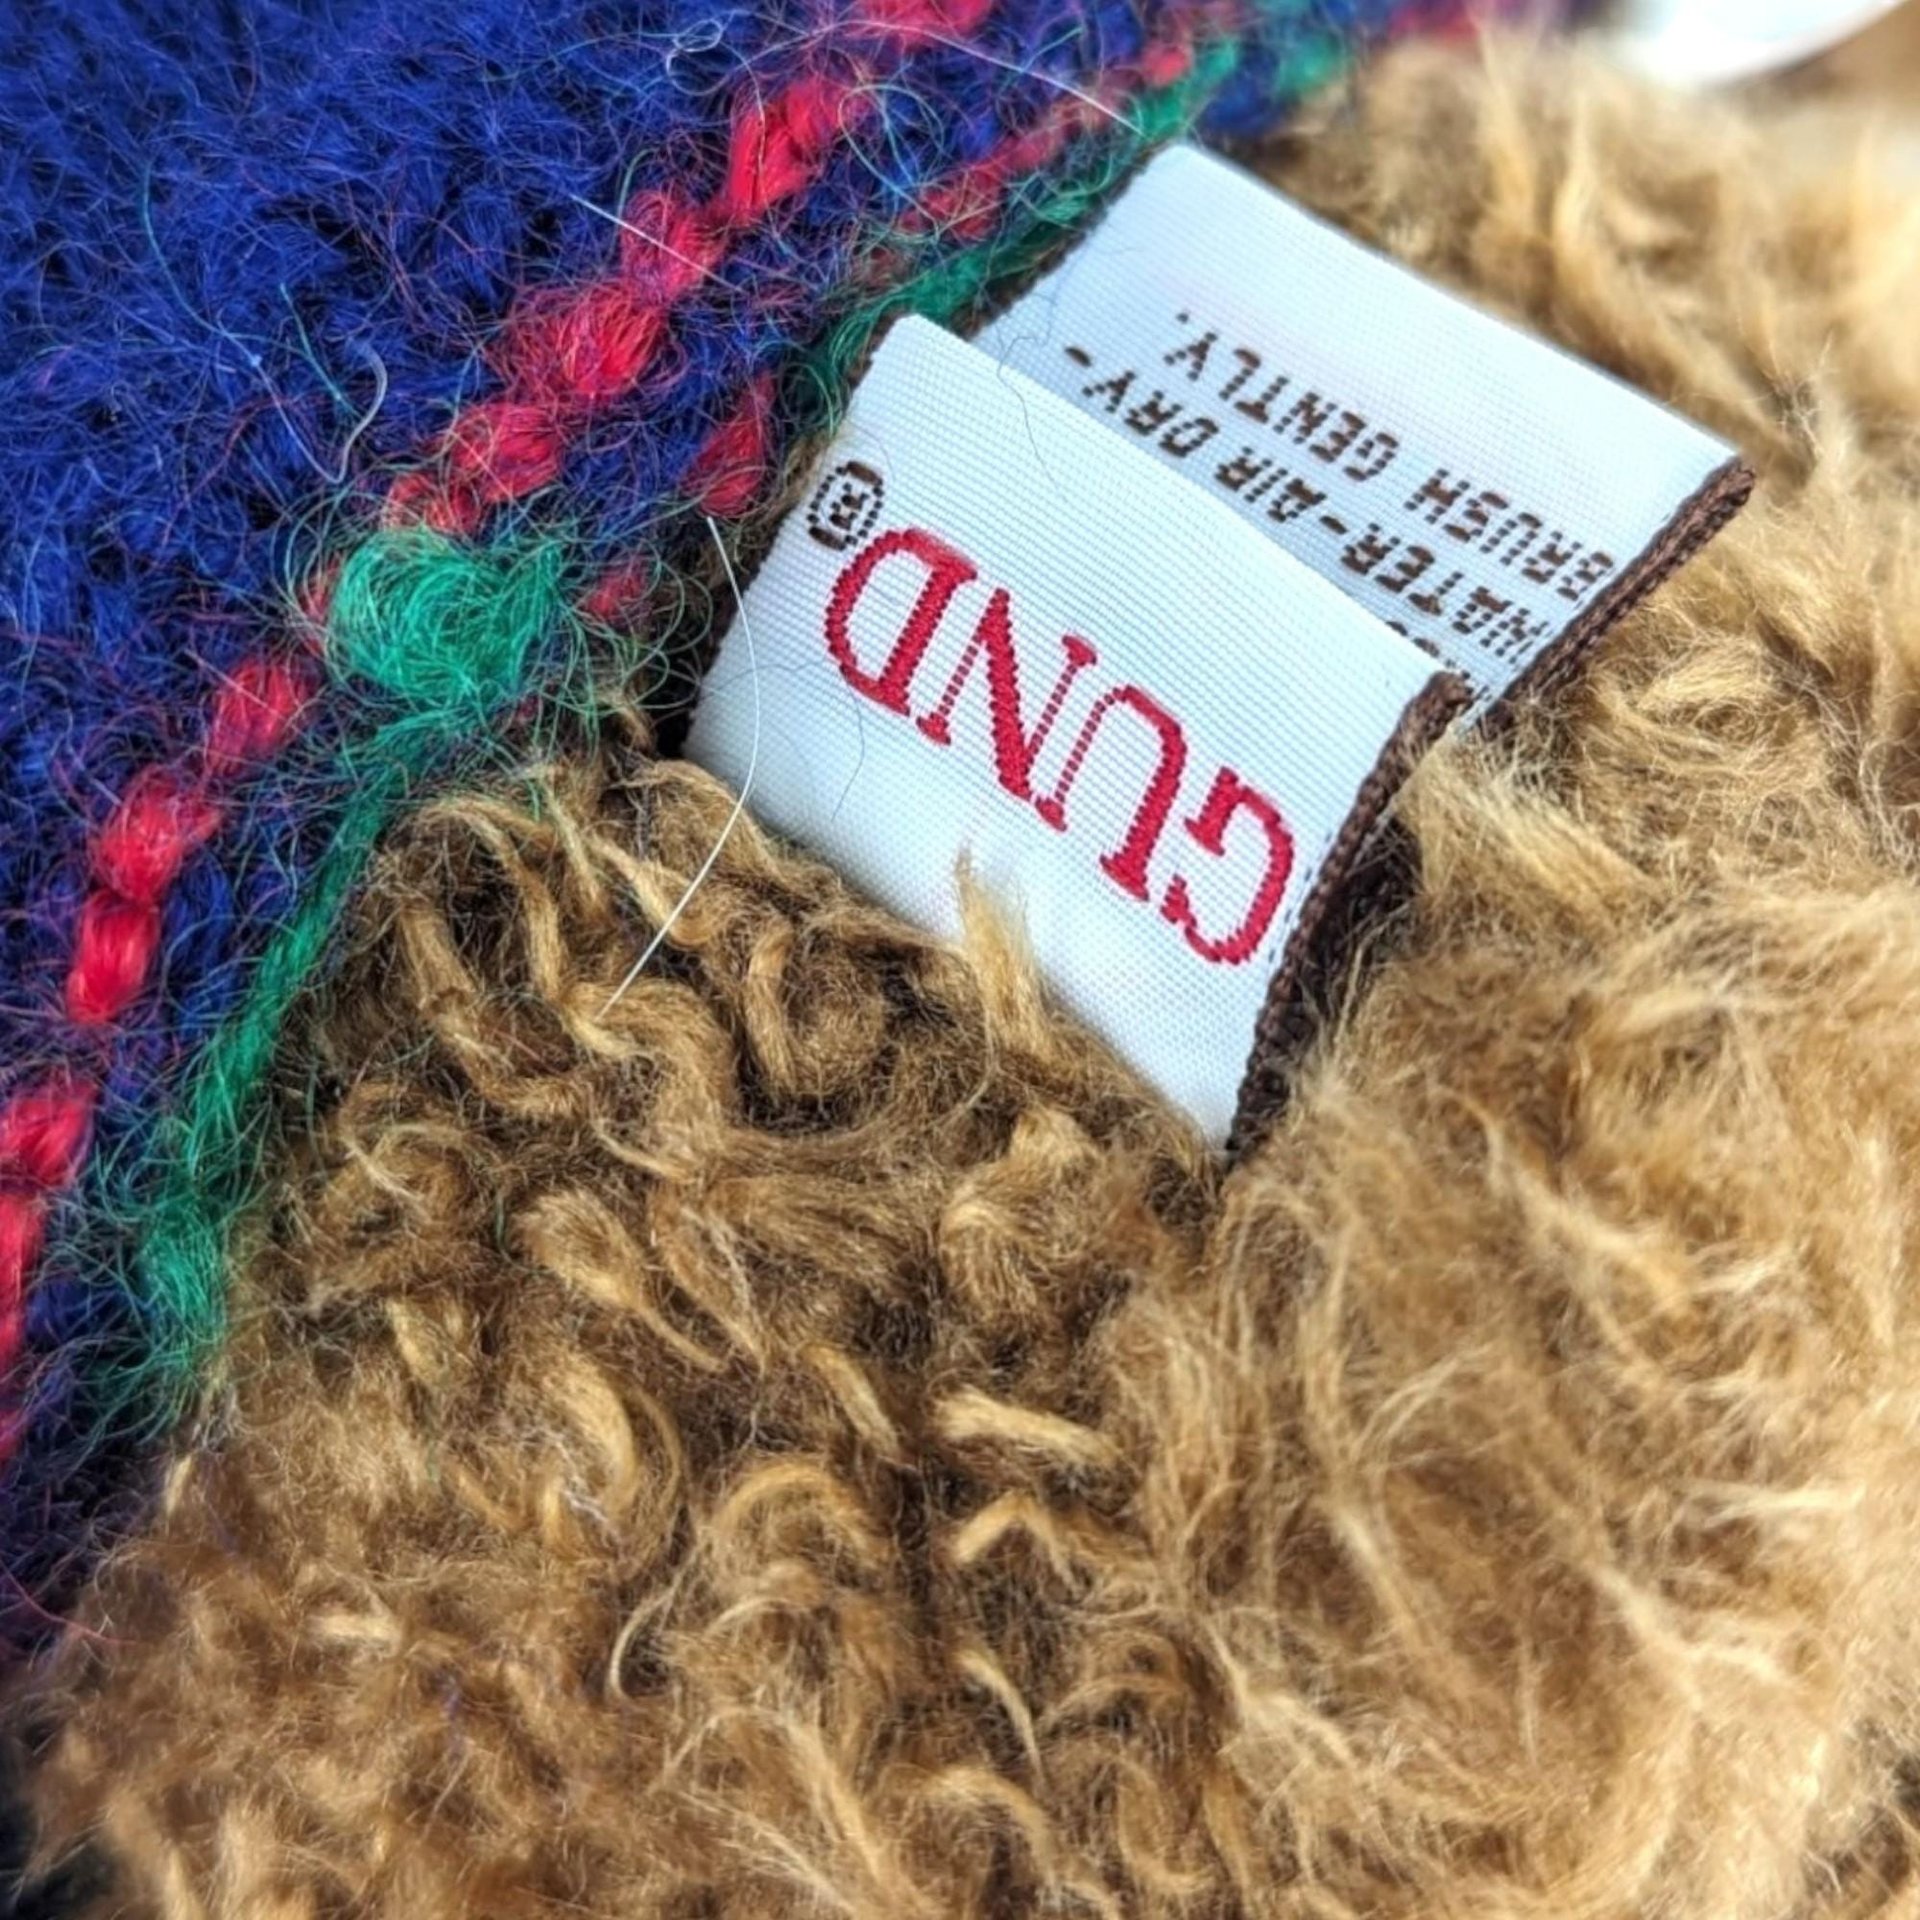 GUND®
WATER-AIR DRY-
BRUSH GENTLY.